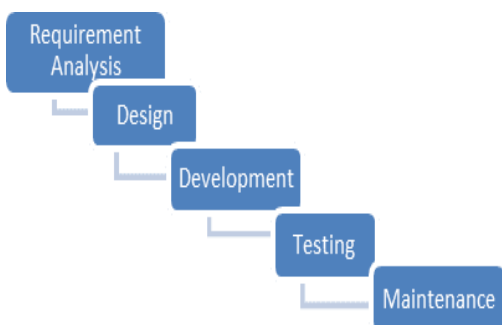 Requirement
Analysis
Design
Development
Testing
Maintenance